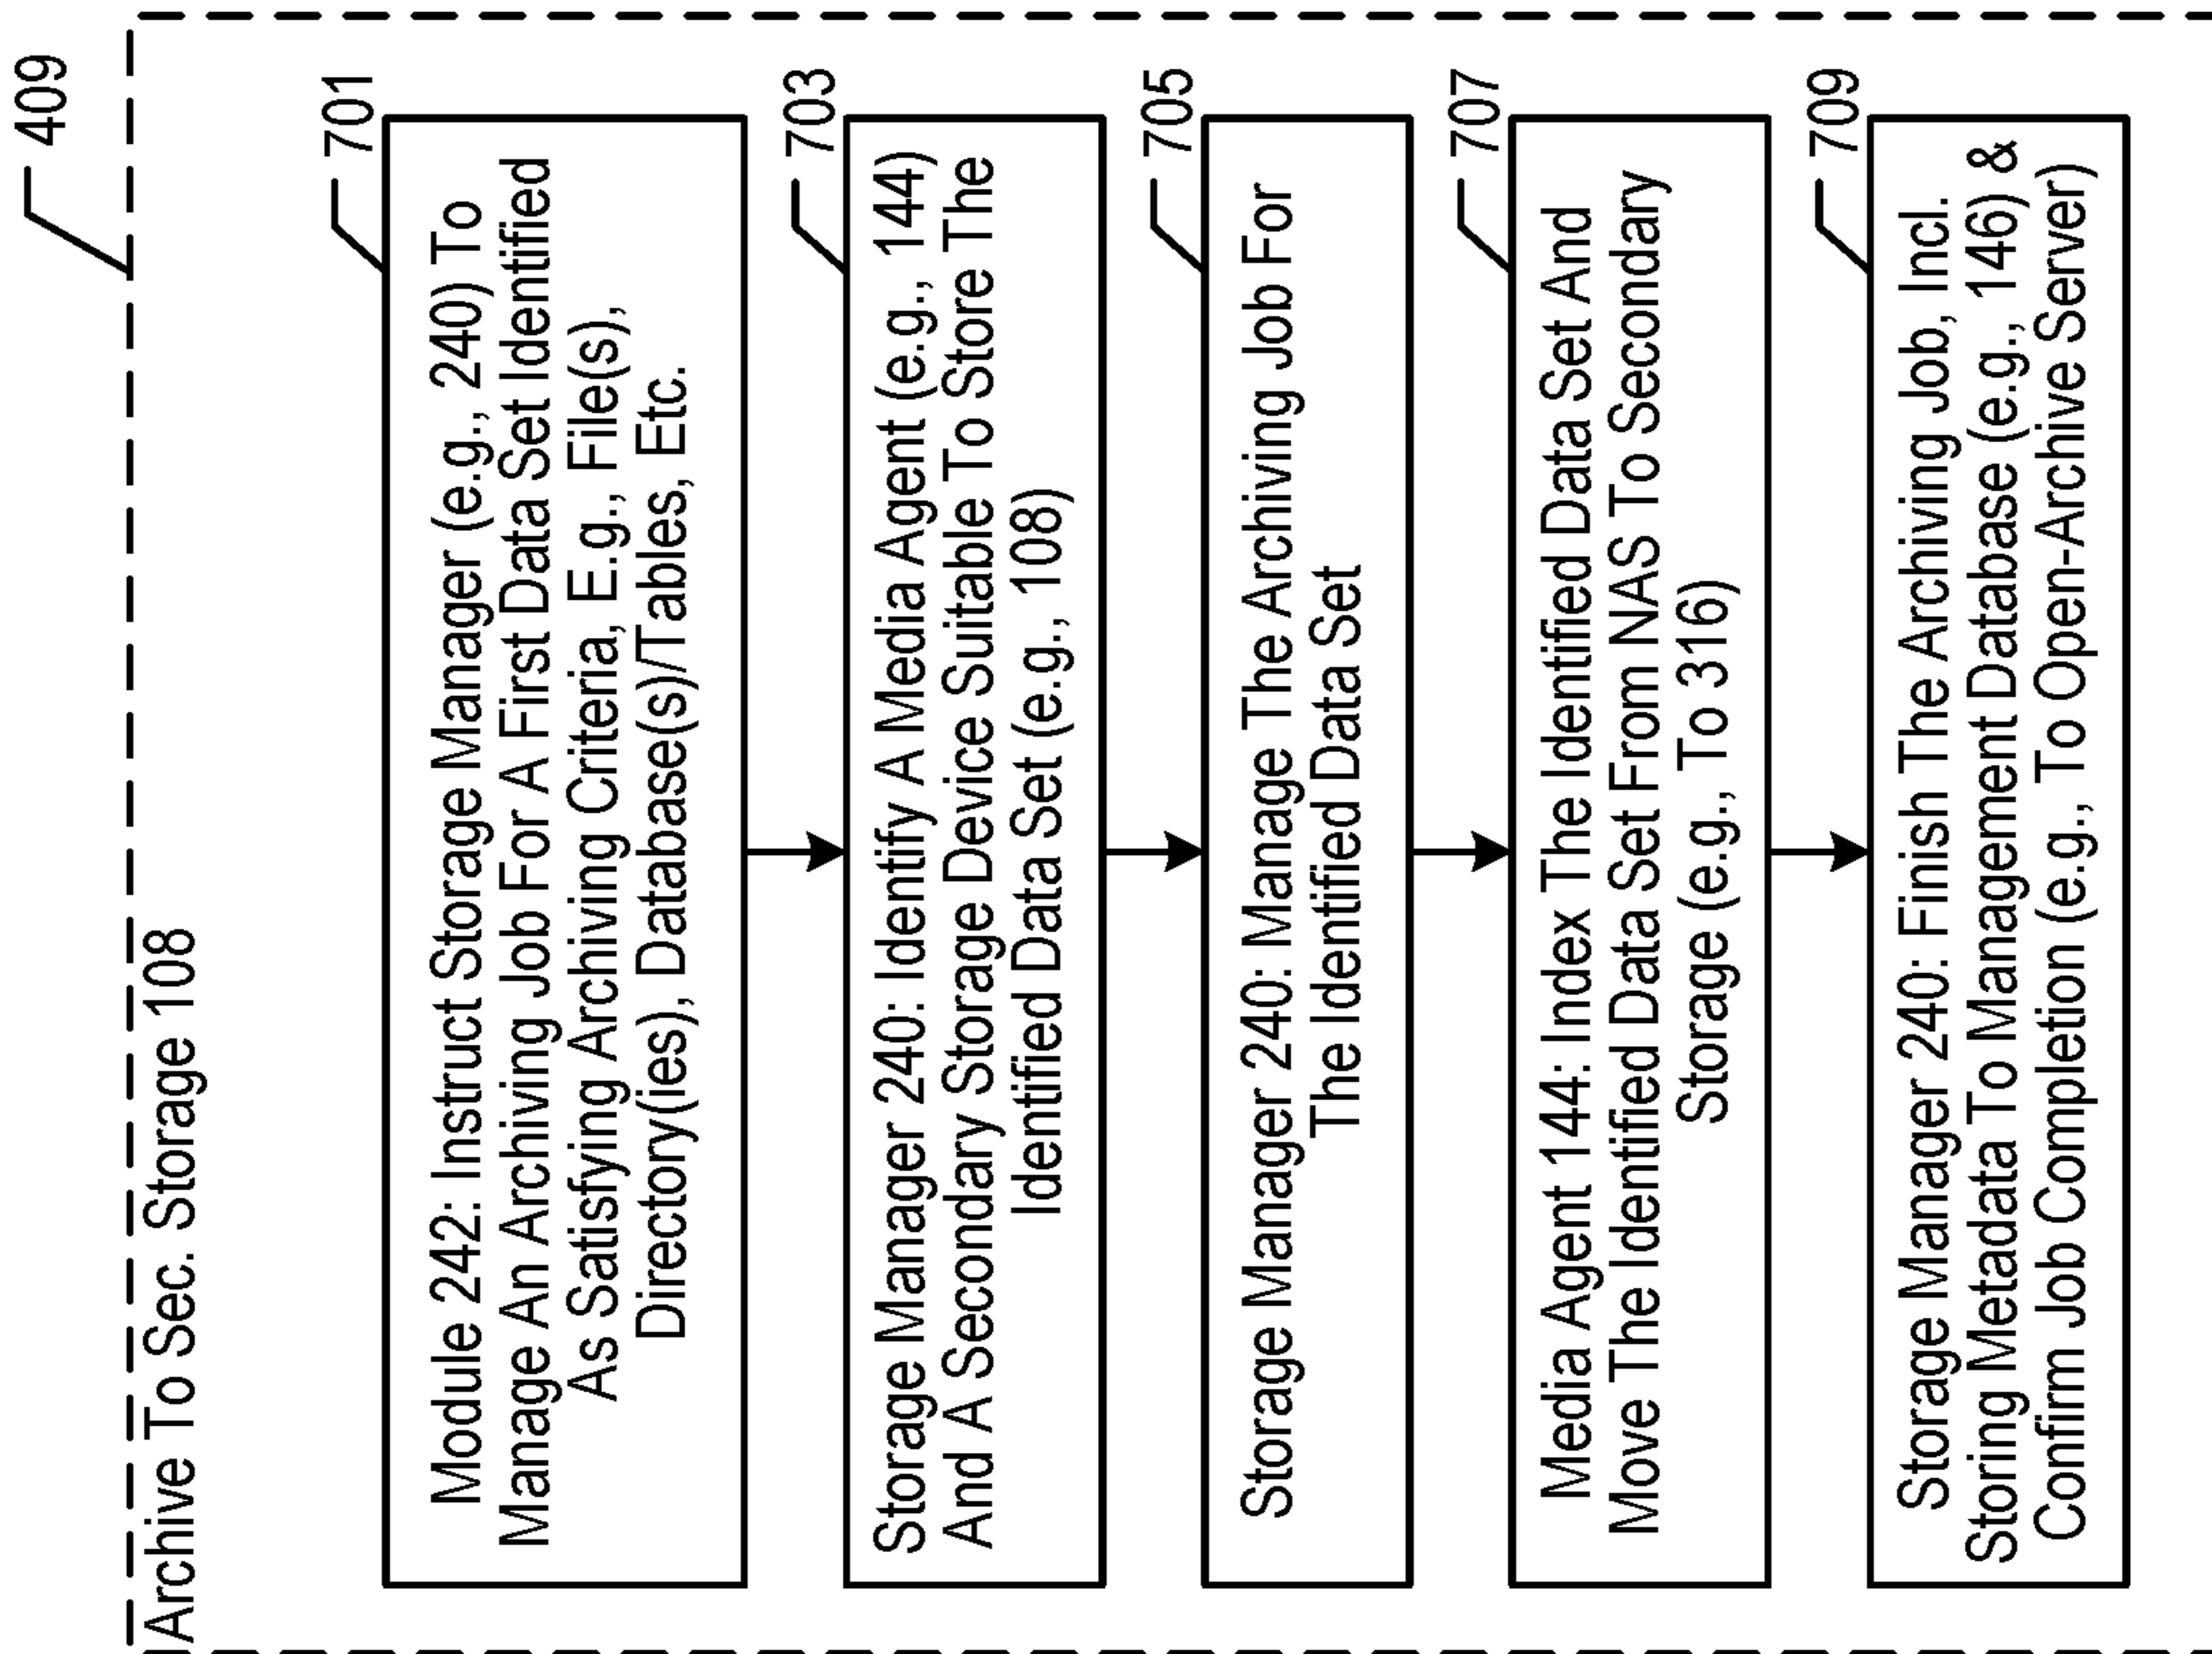 409
Archive To Sec. Storage 108
701
Module 242: Instruct Storage Manager (e.g., 240) To
Manage An Archiving Job For A First Data Set Identified
As Satisfying Archiving Criteria, E.g., File(s),
Directory(ies), Database(s)/Tables, Etc.
703
Storage Manager 240: Identify A Media Agent (e.g., 144)
And A Secondary Storage Device Suitable To Store The
Identified Data Set (e.g., 108)
705
Storage Manager 240: Manage The Archiving Job For
The Identified Data Set
707
Media Agent 144: Index The Identified Data Set And
Move The Identified Data Set From NAS To Secondary
Storage (e.g., To 316)
709
Storage Manager 240: Finish The Archiving Job, Incl.
Storing Metadata To Management Database (e.g., 146) &
Confirm Job Completion (e.g., To Open-Archive Server)